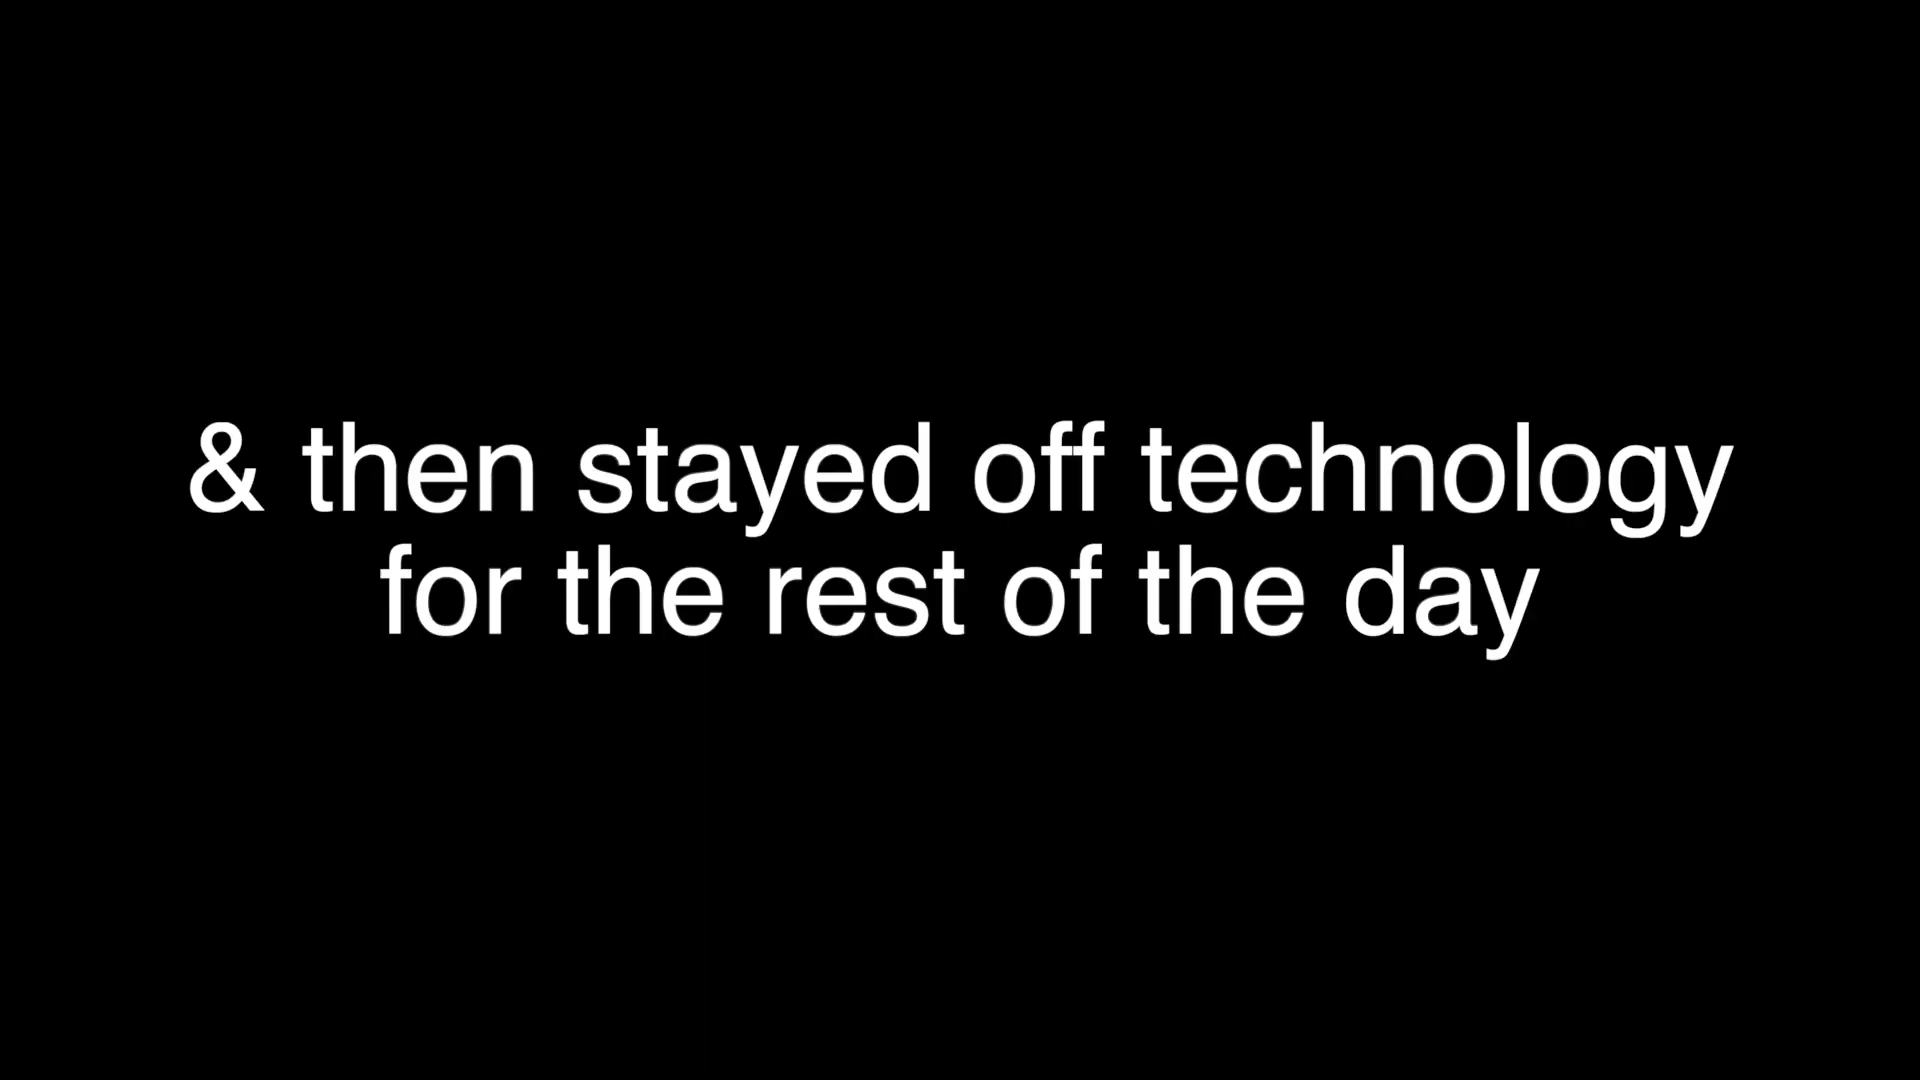 & then stayed off technology
for the rest of the day